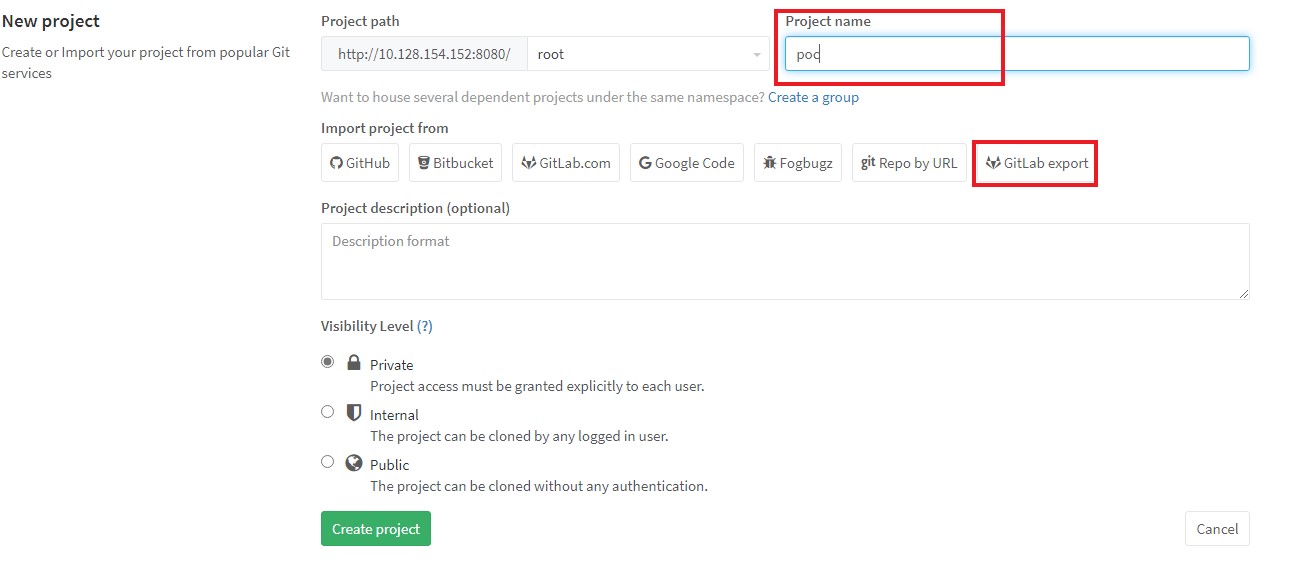 New project
Create or Import your project from popular Git
services
Project path
http://10.128.154.152:8080/
root
Project name
poc
Want to house several dependent projects under the same namespace? Create a group
Import project from
GitHub
Bitbucket
GitLab.com
Google Code
Fogbugz
git Repo by URL
GitLab export
Project description (optional)
Description format
Visibility Level (?)
Private
Project access must be granted explicitly to each user.
Internal
The project can be cloned by any logged in user.
Public
The project can be cloned without any authentication.
Create project
Cancel